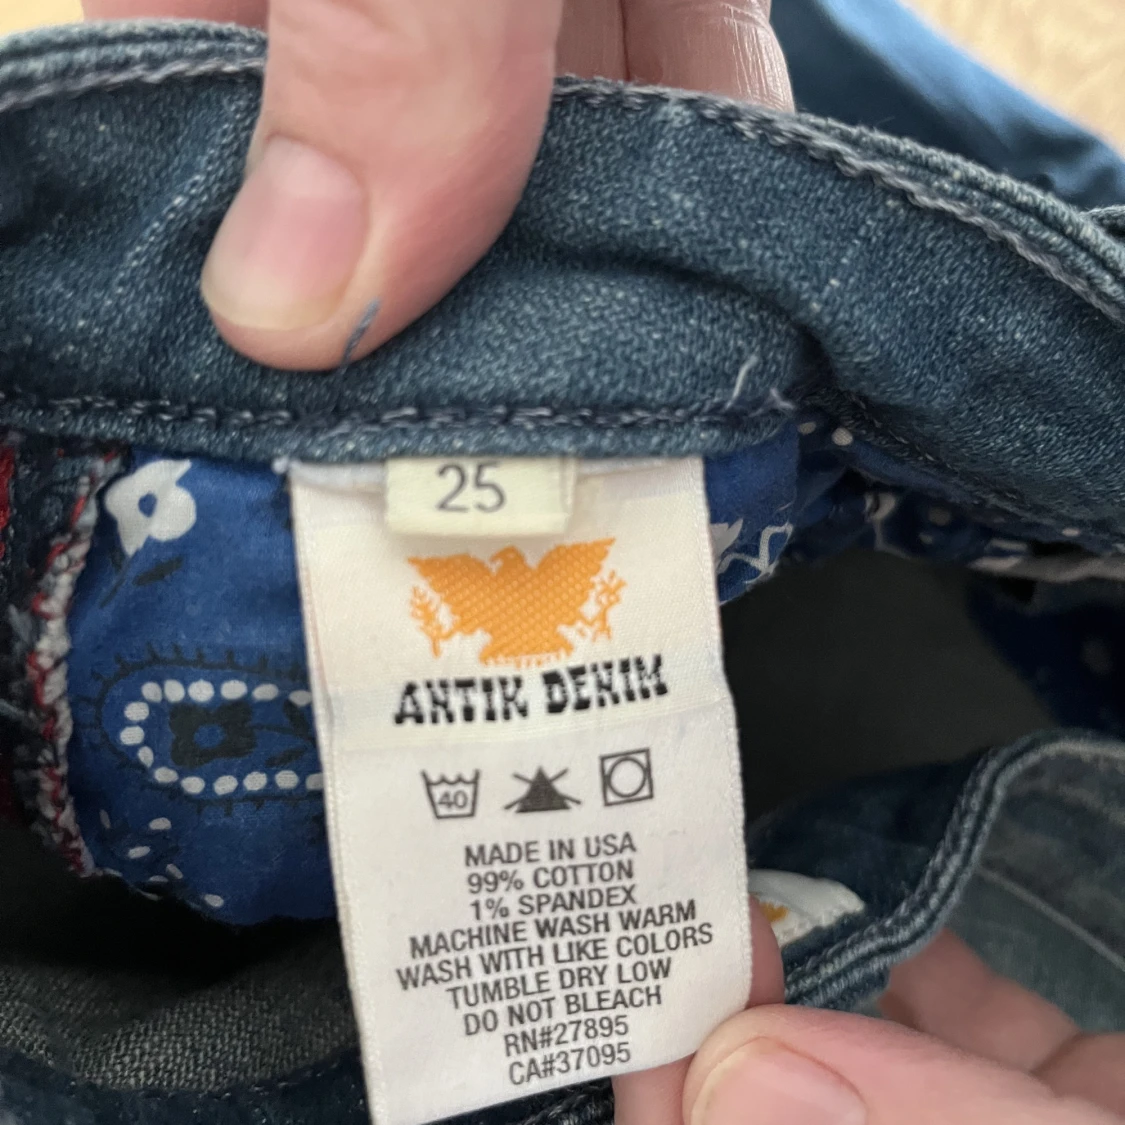 25
ANTIK DENIM
40
MADE IN USA
99% COTTON
1% SPANDEX
MACHINE WASH WARM
WASH WITH LIKE COLORS
TUMBLE DRY LOW
DO NOT BLEACH
RN#27895
CA#37095